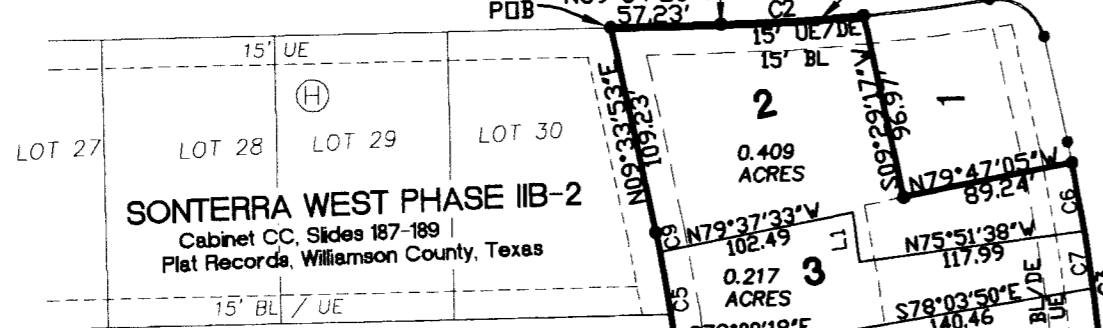 POB
57.23'
C2
15' UE/DE
15' BL
15' UE
H
LOT 27
LOT 28
LOT 29
LOT 30
N09°33'53"E
109.23'
2
0.409
ACRES
S09°29'17"W
96.97'
1
N79°47'05"W
89.24'
SONTERRA WEST PHASE IIB-2
Cabinet CC, Slides 187-189
Plat Records, Williamson County, Texas
C9
N79°37'33"W
102.49
L1
N75°51'38"W
117.99
C6
C7
0.217
ACRES
3
C5
S78°03'50"E
140.46
BL/DE
UE
15' BL / UE